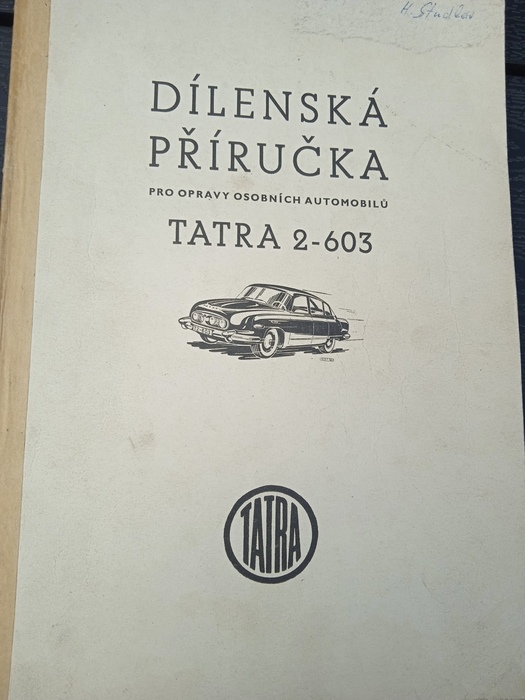 DÍLENSKÁ
PŘÍRUČKA
PRO OPRAVY OSOBNÍCH AUTOMOBILŮ
TATRA 2-603
TATRA